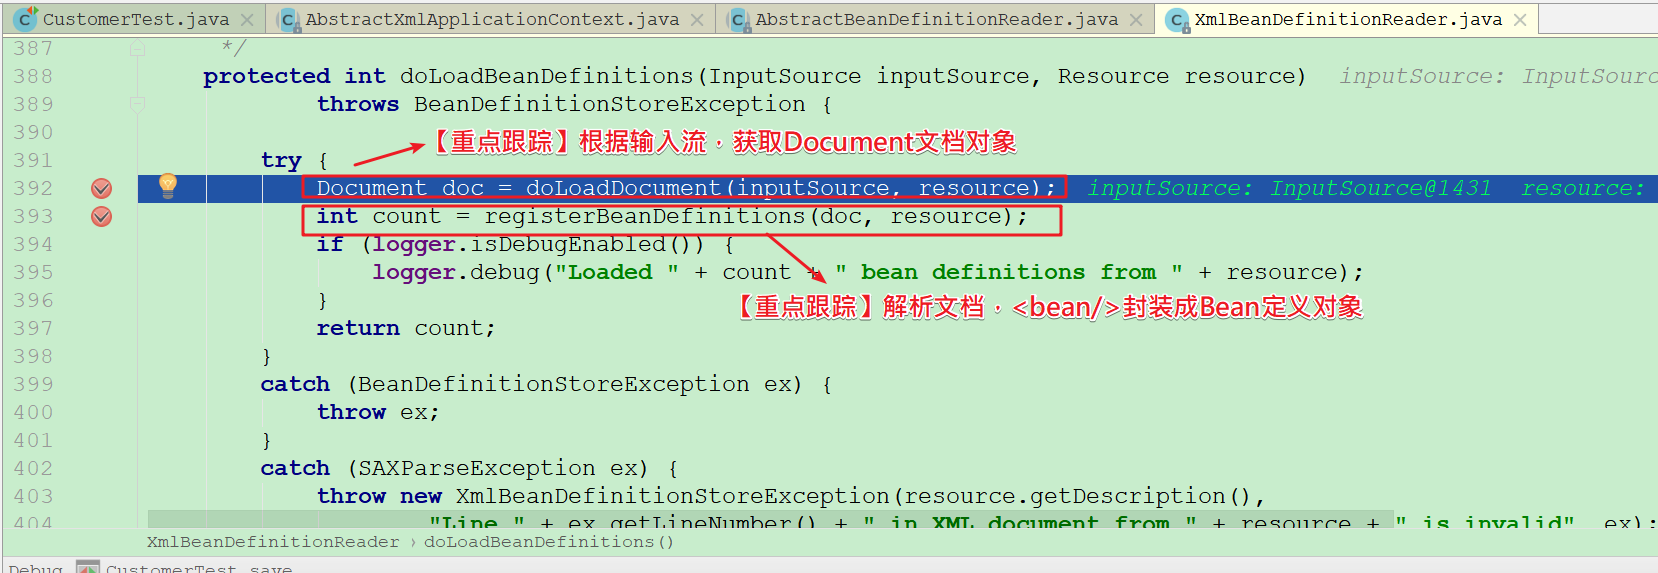 CustomerTest.java
AbstractXmlApplicationContext.java
AbstractBeanDefinitionReader.java
XmlBeanDefinitionReader.java
387 */
388 protected int doLoadBeanDefinitions(InputSource inputSource, Resource resource) inputSource: InputSourc
389 throws BeanDefinitionStoreException {
390
【重点跟踪】根据输入流，获取Document文档对象
391 try {
392 Document doc = doLoadDocument(inputSource, resource); inputSource: InputSource@1431 resource:
393 int count = registerBeanDefinitions(doc, resource);
394 if (logger.isDebugEnabled()) {
395 logger.debug("Loaded " + count + " bean definitions from " + resource);
【重点跟踪】解析文档，<bean/>封装成Bean定义对象
396 }
397 return count;
398 }
399 catch (BeanDefinitionStoreException ex) {
400 throw ex;
401 }
402 catch (SAXParseException ex) {
403 throw new XmlBeanDefinitionStoreException(resource.getDescription(),
404 "Line " + ex.getLineNumber() + " in XML document from " + resource + " is invalid", ex);
XmlBeanDefinitionReader › doLoadBeanDefinitions()
Debug CustomerTest.save